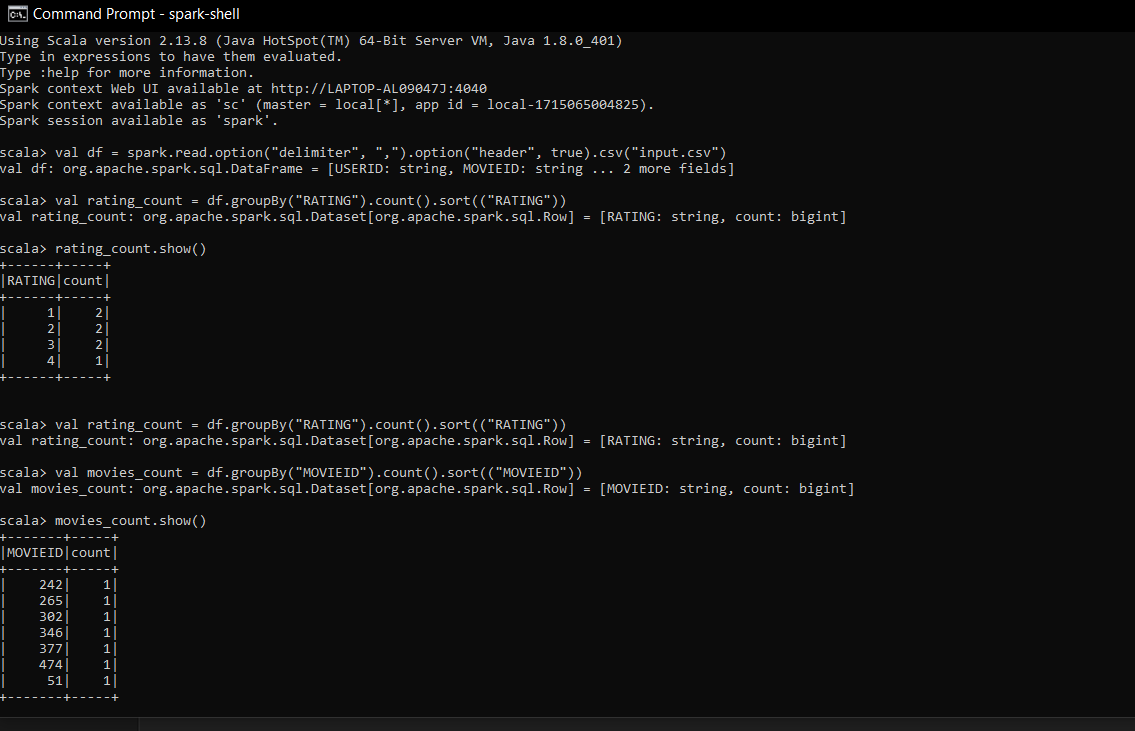 Command Prompt - spark-shell
Using Scala version 2.13.8 (Java HotSpot(TM) 64-Bit Server VM, Java 1.8.0_401)
Type in expressions to have them evaluated.
Type :help for more information.
Spark context Web UI available at http://LAPTOP-AL09047J:4040
Spark context available as 'sc' (master = local[*], app id = local-1715065004825).
Spark session available as 'spark'.
scala> val df = spark.read.option("delimiter", ",").option("header", true).csv("input.csv")
val df: org.apache.spark.sql.DataFrame = [USERID: string, MOVIEID: string ... 2 more fields]
scala> val rating_count = df.groupBy("RATING").count().sort(("RATING"))
val rating_count: org.apache.spark.sql.Dataset[org.apache.spark.sql.Row] = [RATING: string, count: bigint]
scala> rating_count.show()
+------+-----+
|RATING|count|
+------+-----+
|     1|    2|
|     2|    2|
|     3|    2|
|     4|    1|
+------+-----+
scala> val rating_count = df.groupBy("RATING").count().sort(("RATING"))
val rating_count: org.apache.spark.sql.Dataset[org.apache.spark.sql.Row] = [RATING: string, count: bigint]
scala> val movies_count = df.groupBy("MOVIEID").count().sort(("MOVIEID"))
val movies_count: org.apache.spark.sql.Dataset[org.apache.spark.sql.Row] = [MOVIEID: string, count: bigint]
scala> movies_count.show()
+-------+-----+
|MOVIEID|count|
+-------+-----+
|    242|    1|
|    265|    1|
|    302|    1|
|    346|    1|
|    377|    1|
|    474|    1|
|     51|    1|
+-------+-----+